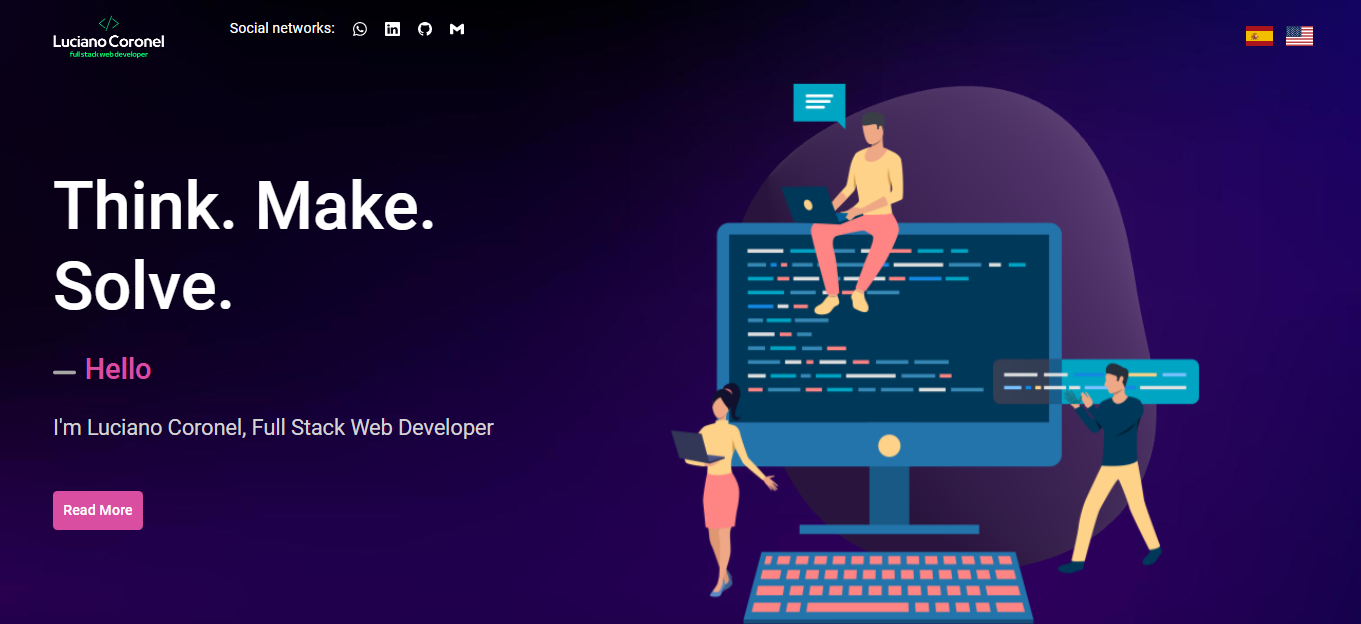 </>
Luciano Coronel
full stack web developer
Social networks:
Think. Make.
Solve.
— Hello
I'm Luciano Coronel, Full Stack Web Developer
Read More